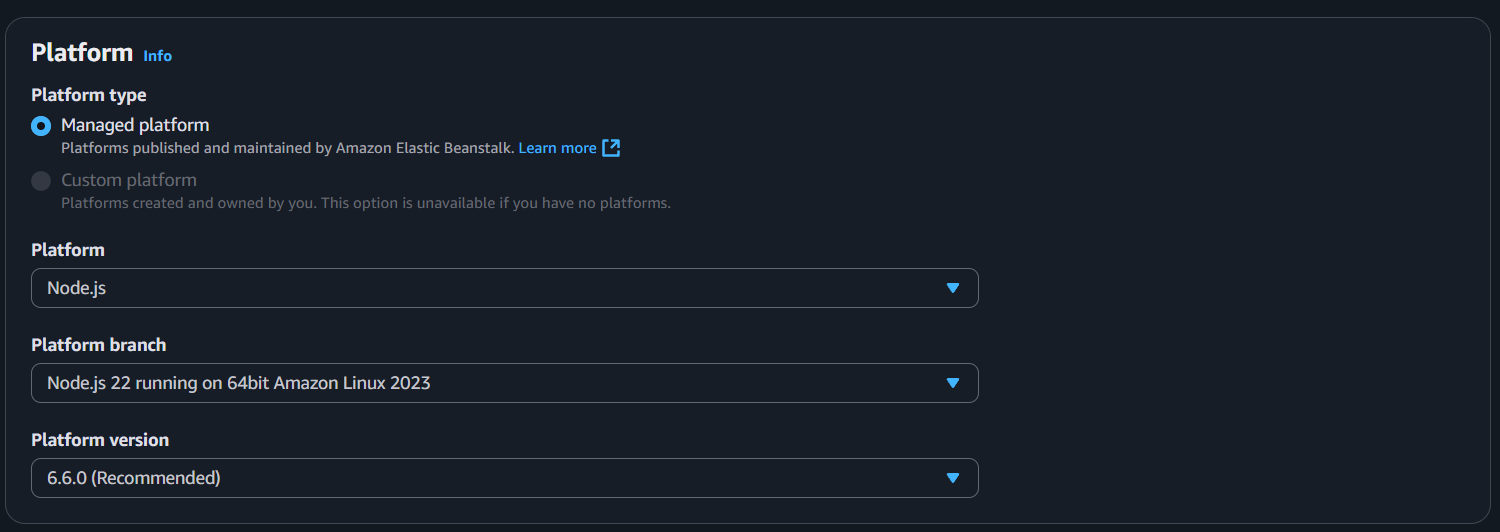 Platform Info
Platform type
Managed platform
Platforms published and maintained by Amazon Elastic Beanstalk. Learn more
Custom platform
Platforms created and owned by you. This option is unavailable if you have no platforms.
Platform
Node.js
Platform branch
Node.js 22 running on 64bit Amazon Linux 2023
Platform version
6.6.0 (Recommended)